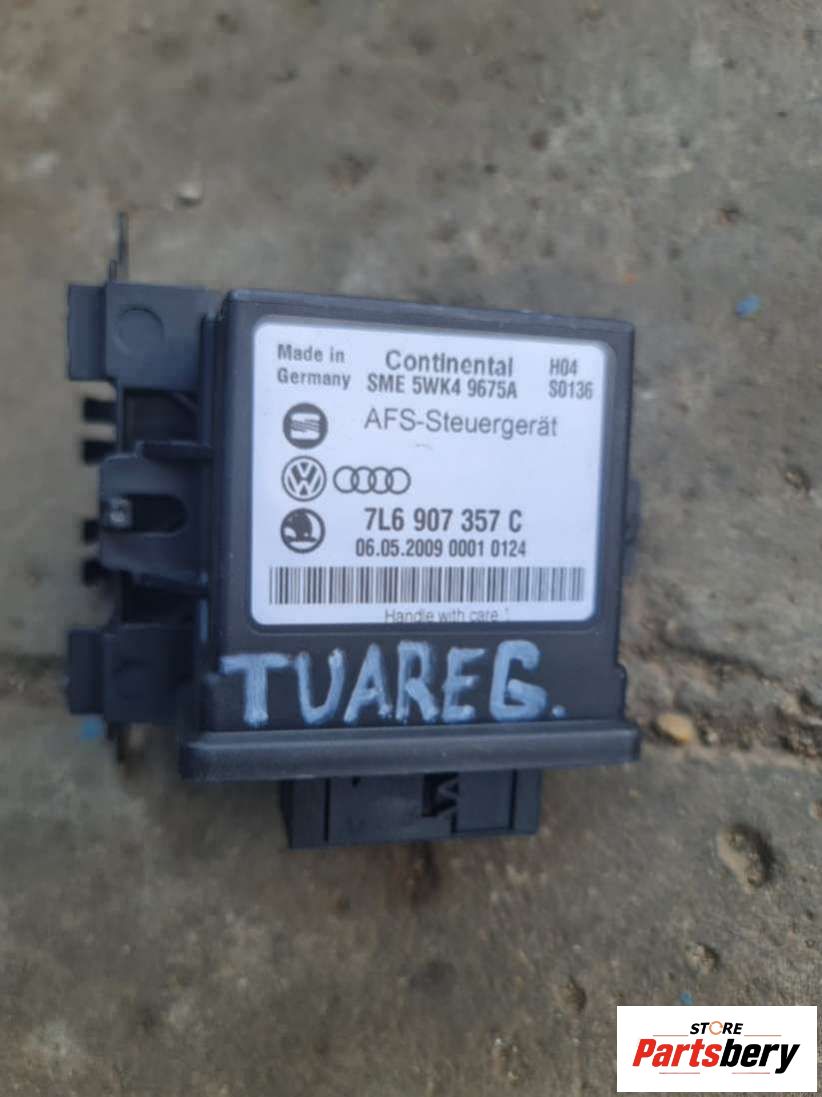 Made in Continental H04
Germany SME 5WK4 9675A S0136
AFS-Steuergerät
7L6 907 357 C
06.05.2009 0001 0124
Handle with care !
TUAREG.
STORE
Partsbery